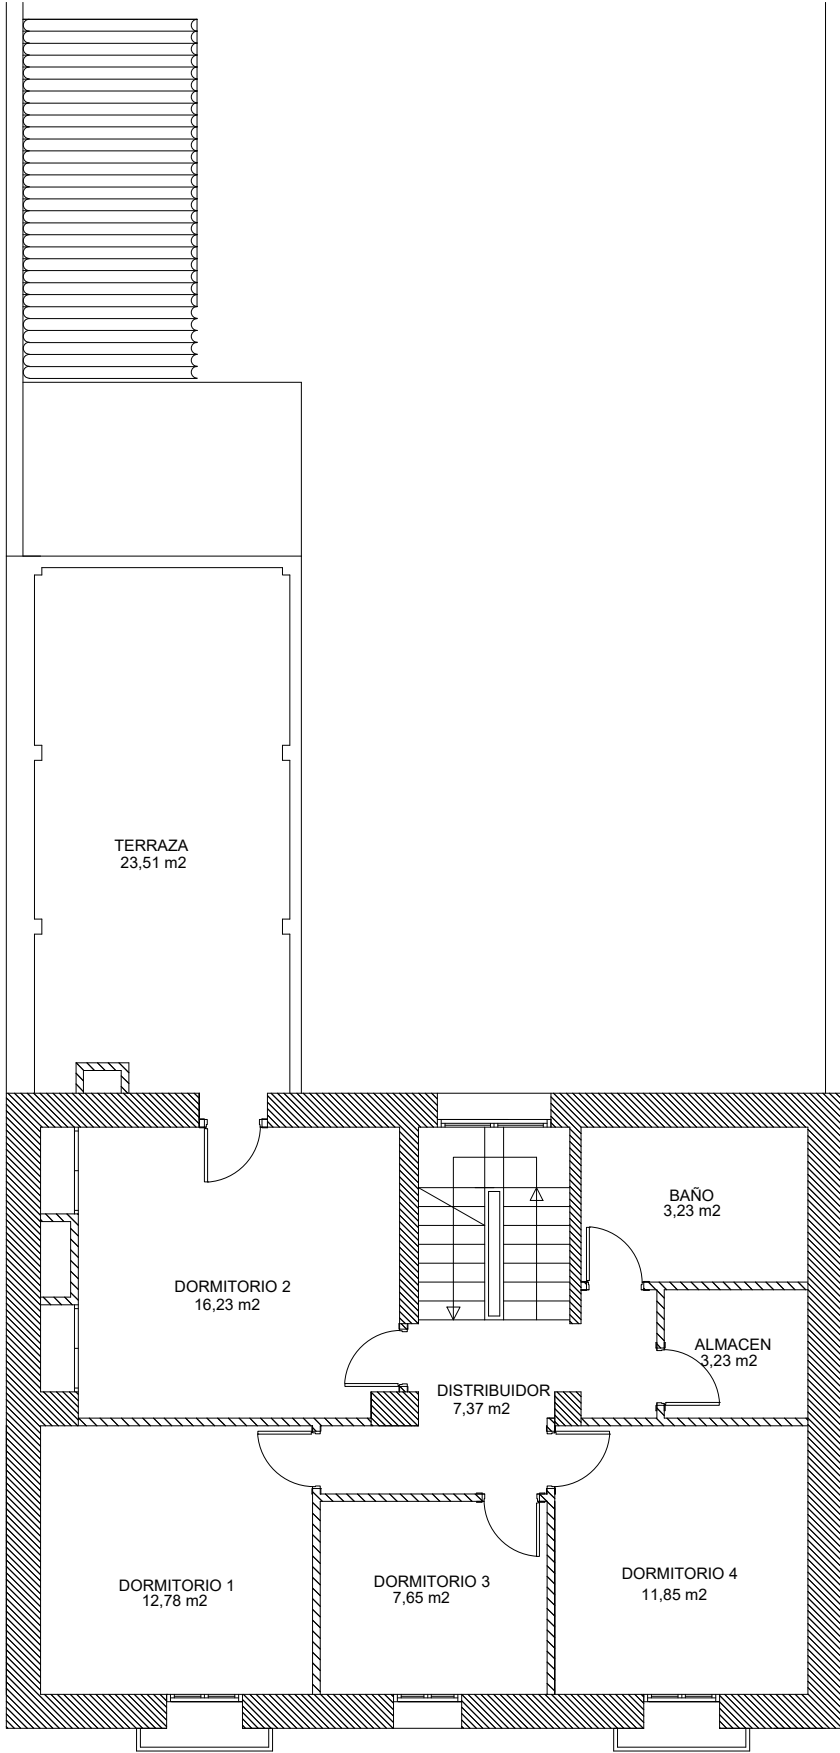 TERRAZA
23,51 m2
BAÑO
3,23 m2
DORMITORIO 2
16,23 m2
ALMACEN
3,23 m2
DISTRIBUIDOR
7,37 m2
DORMITORIO 1
12,78 m2
DORMITORIO 3
7,65 m2
DORMITORIO 4
11,85 m2